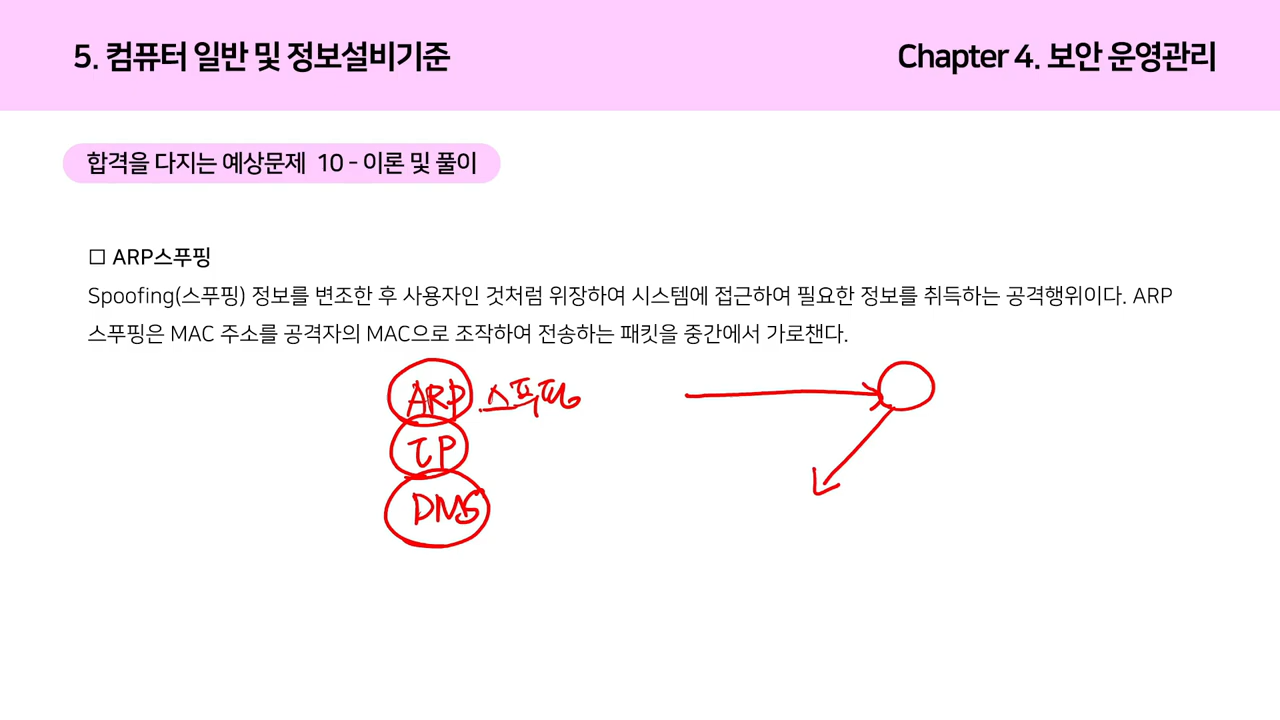 5. 컴퓨터 일반 및 정보설비기준
Chapter 4. 보안 운영관리
합격을 다지는 예상문제 10 - 이론 및 풀이
□ ARP스푸핑
Spoofing(스푸핑) 정보를 변조한 후 사용자인 것처럼 위장하여 시스템에 접근하여 필요한 정보를 취득하는 공격행위이다. ARP
스푸핑은 MAC 주소를 공격자의 MAC으로 조작하여 전송하는 패킷을 중간에서 가로챈다.
ARP 스푸핑
IP
DNS